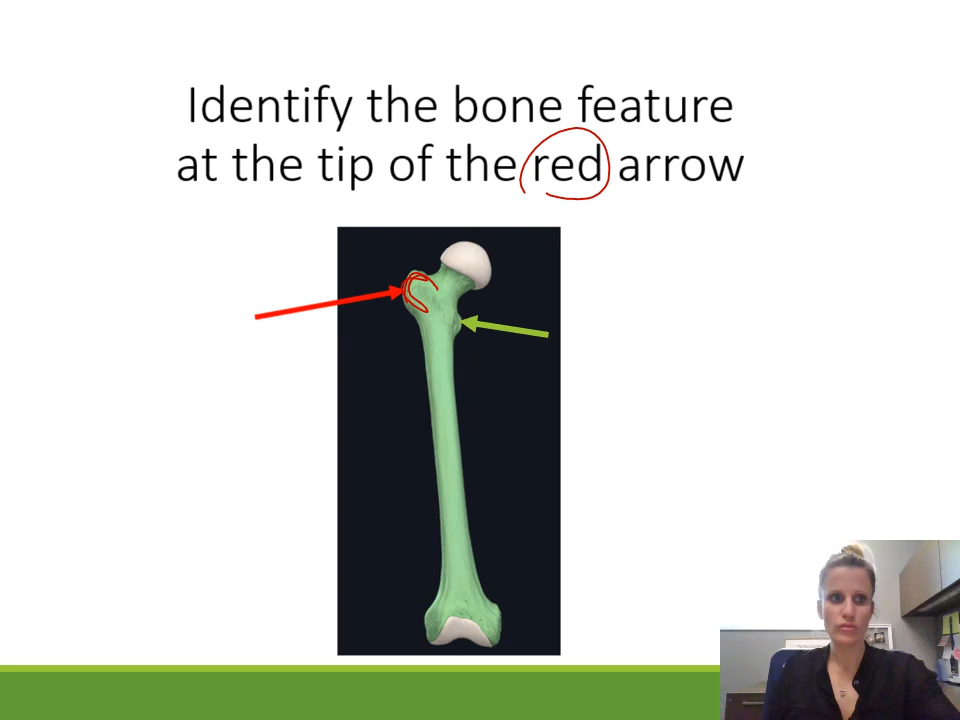 Identify the bone feature
at the tip of the red arrow